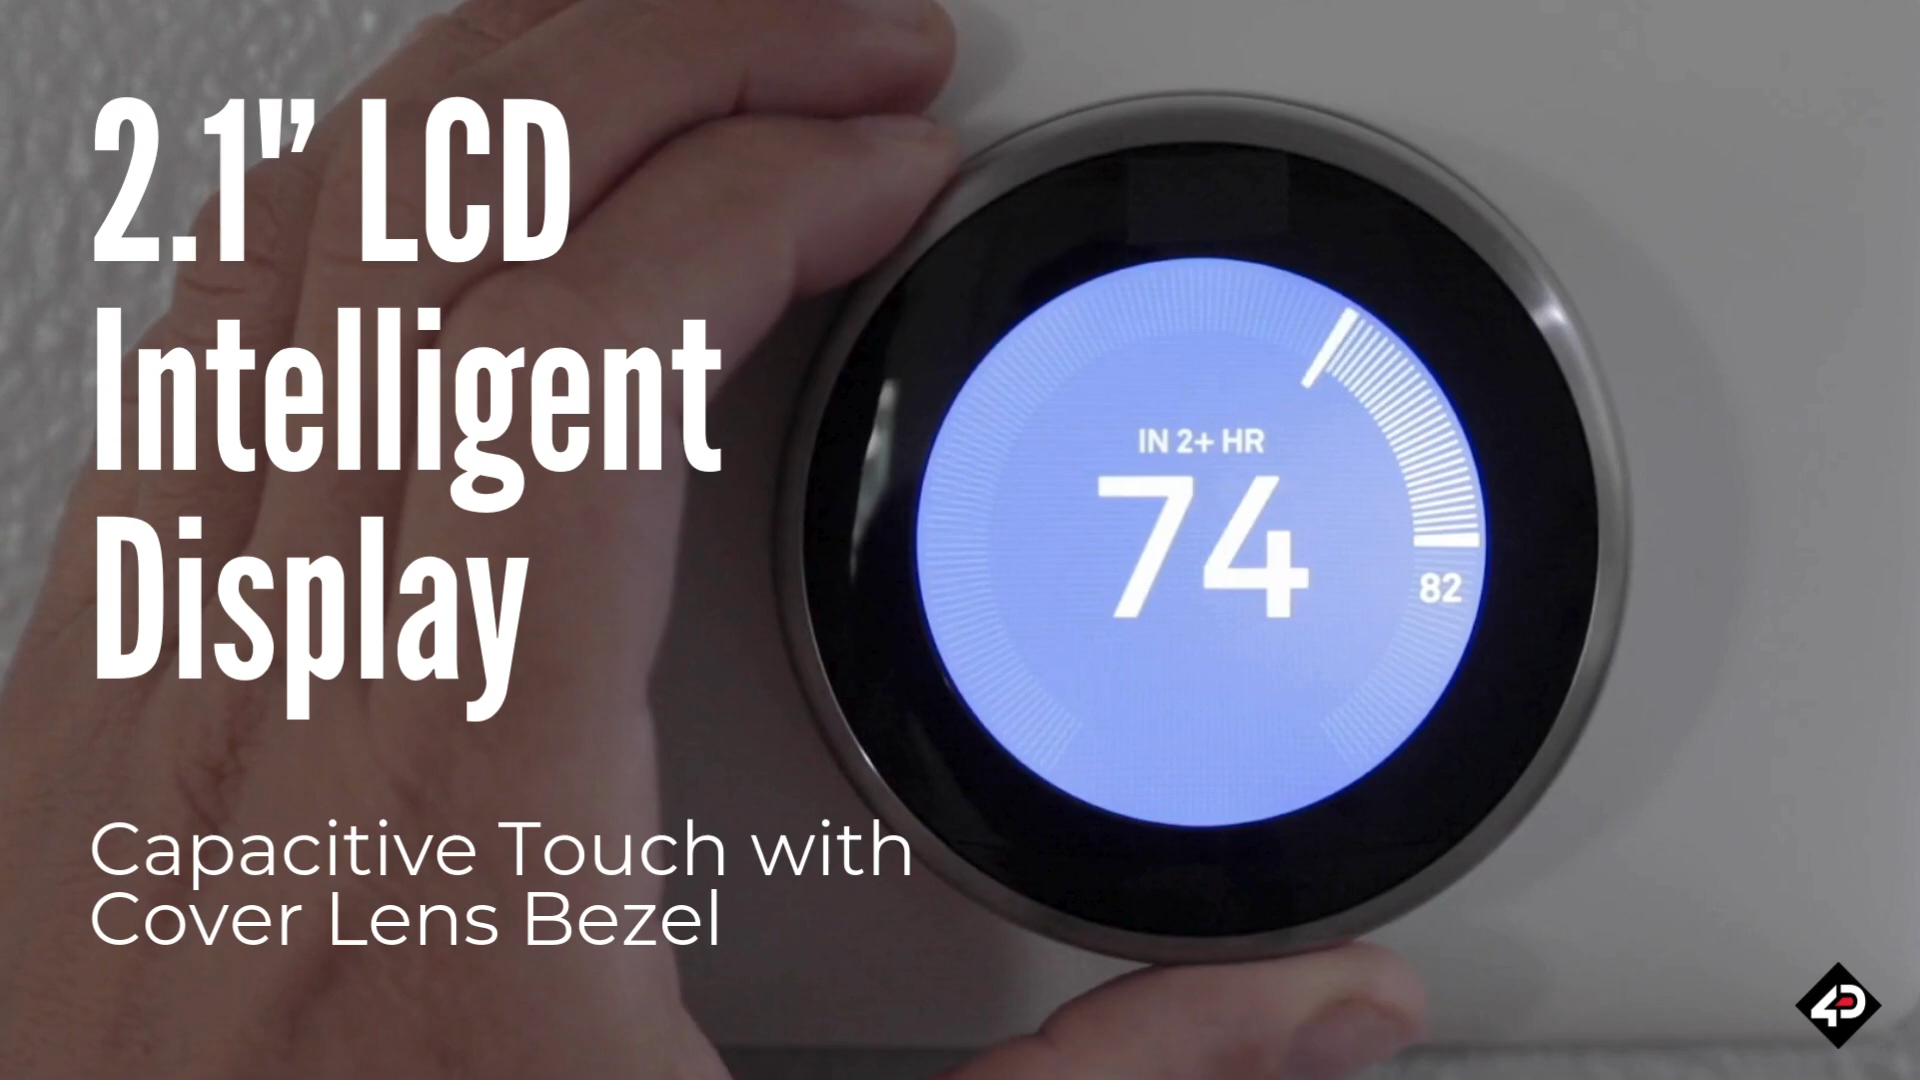 2.1" LCD
Intelligent
Display
Capacitive Touch with
Cover Lens Bezel
IN 2+ HR
74
82
4D